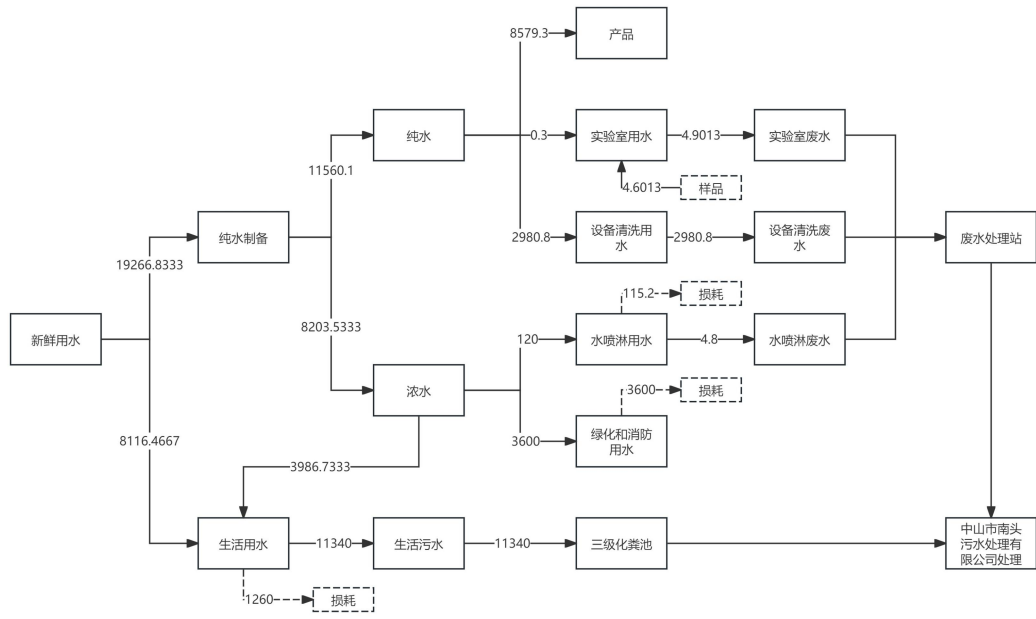 8579.3
产品
纯水
0.3
实验室用水
4.9013
实验室废水
11560.1
4.6013
样品
纯水制备
2980.8
设备清洗用
水
2980.8
设备清洗废
水
废水处理站
19266.8333
115.2
损耗
新鲜用水
8203.5333
120
水喷淋用水
4.8
水喷淋废水
浓水
3600
损耗
8116.4667
3600
绿化和消防
用水
3986.7333
生活用水
11340
生活污水
11340
三级化粪池
中山市南头
污水处理有
限公司处理
1260
损耗